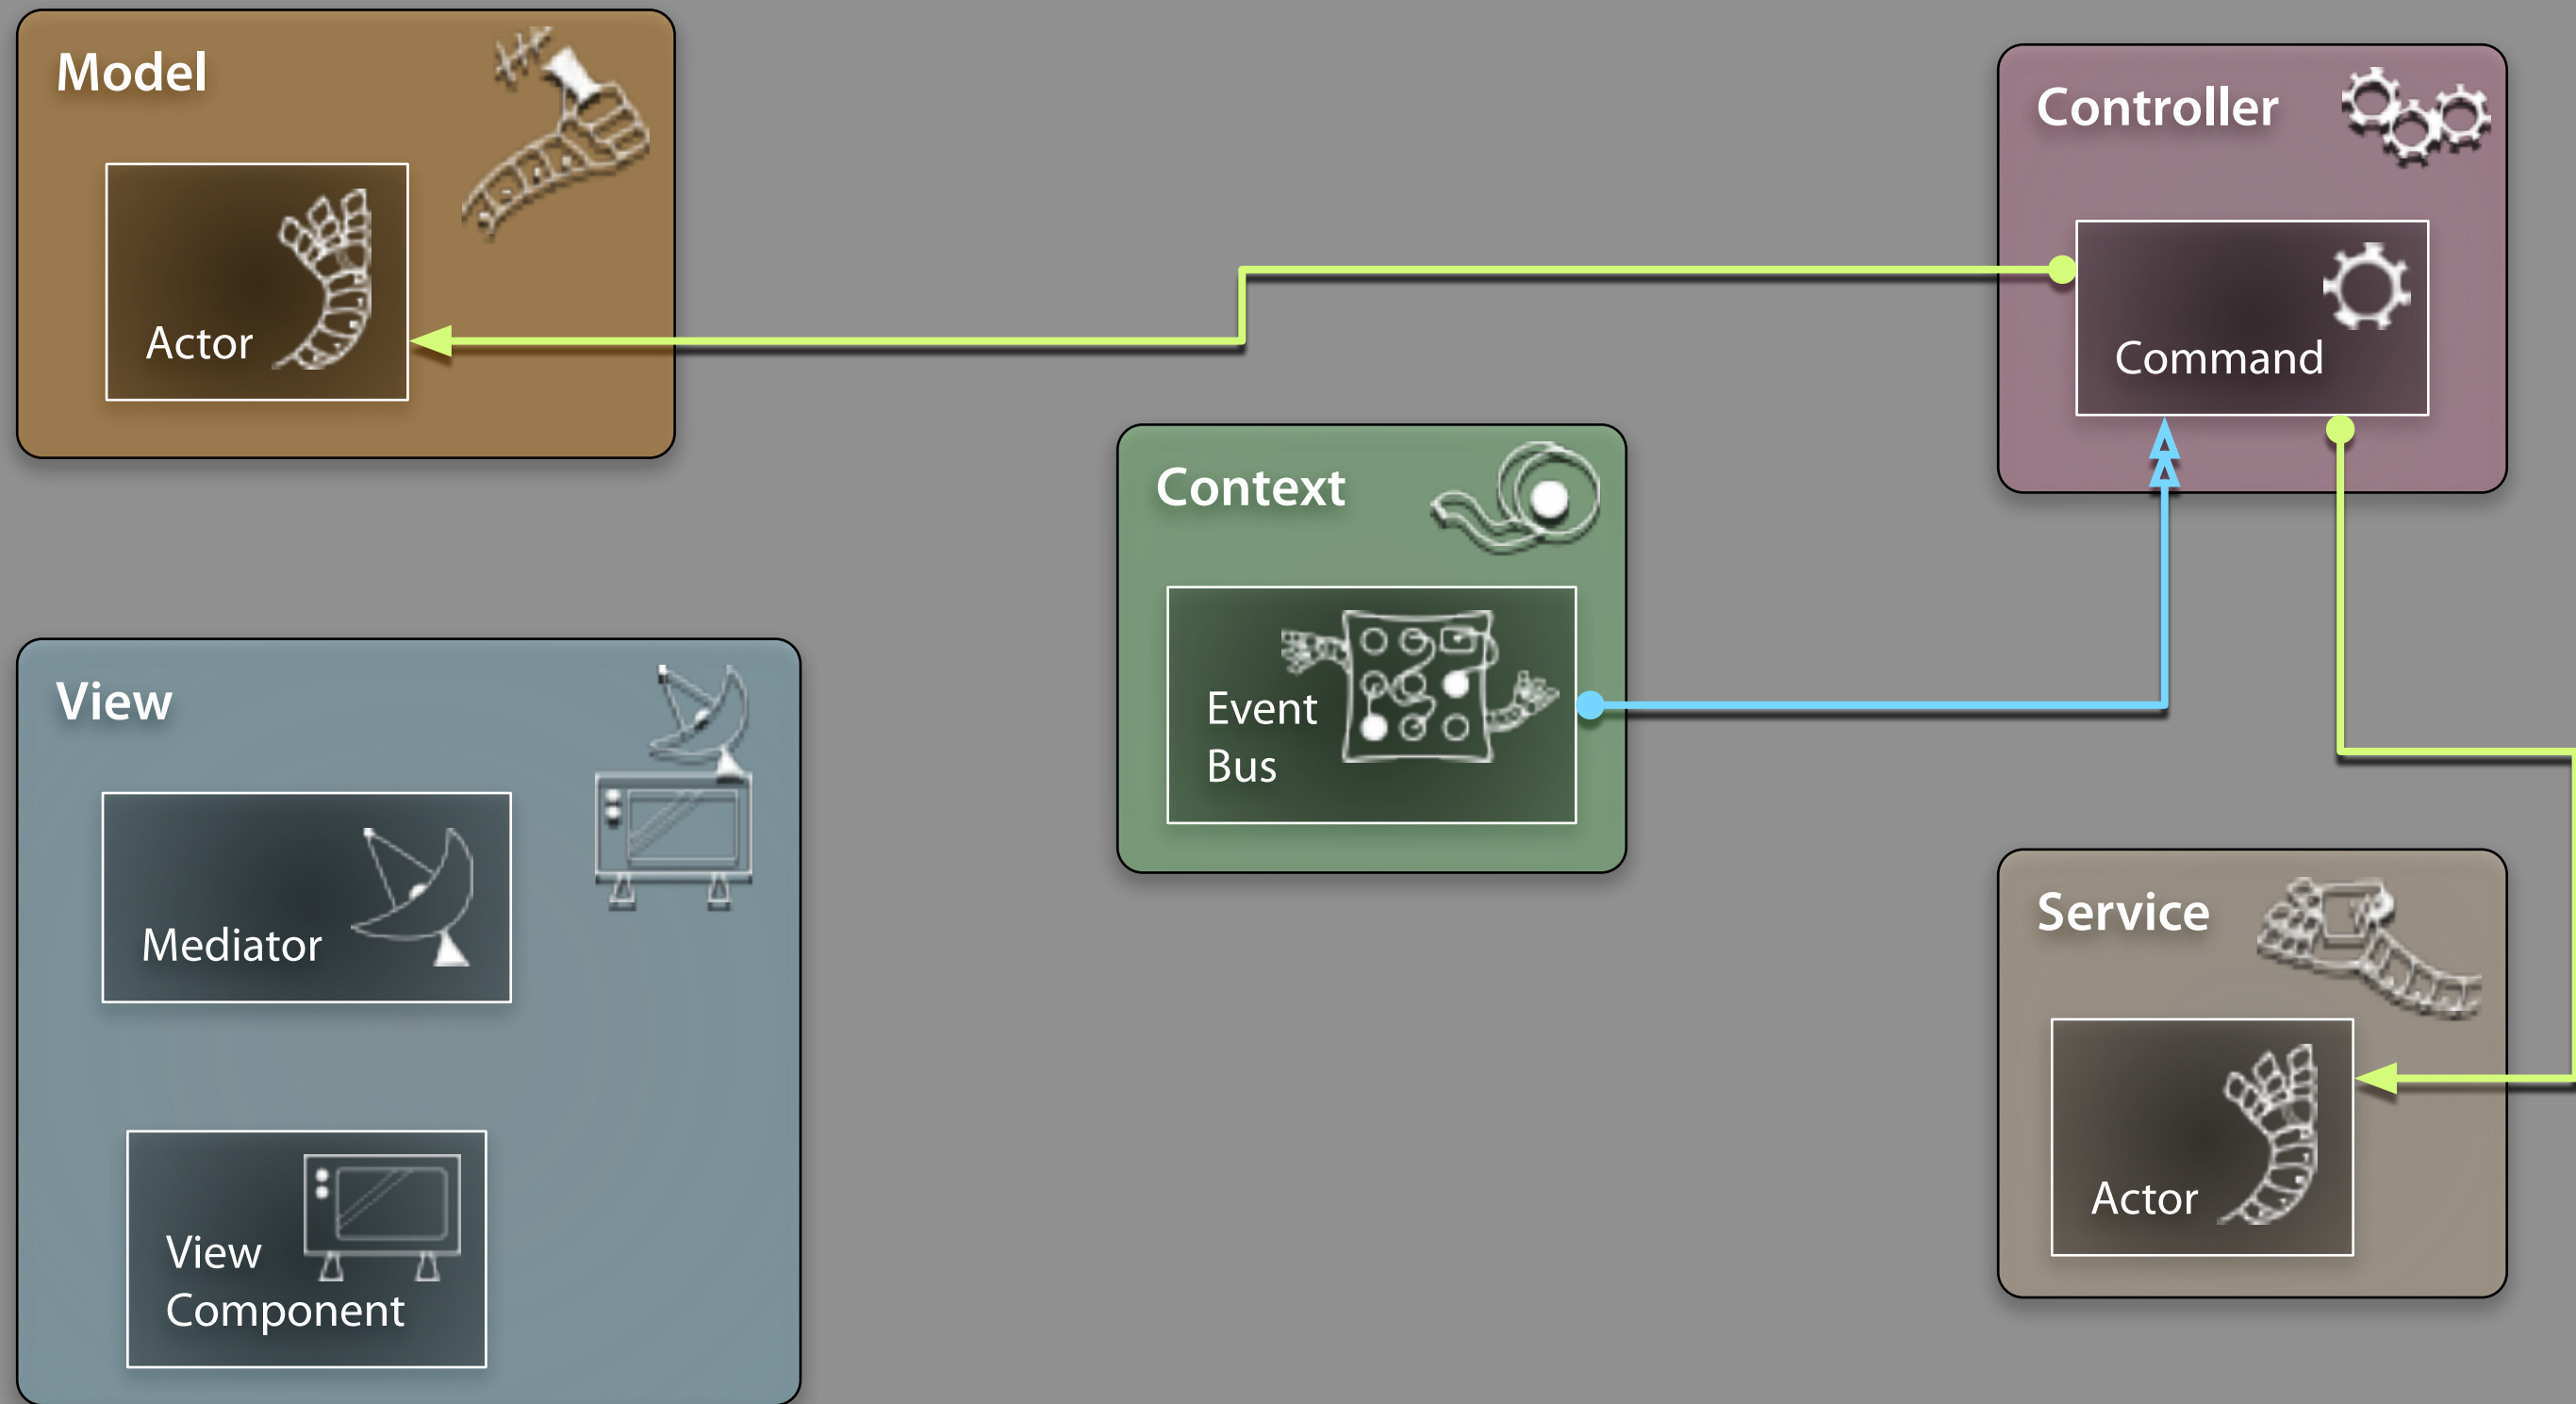 Model
Actor
Controller
Command
Context
Event
Bus
View
Mediator
View
Component
Service
Actor